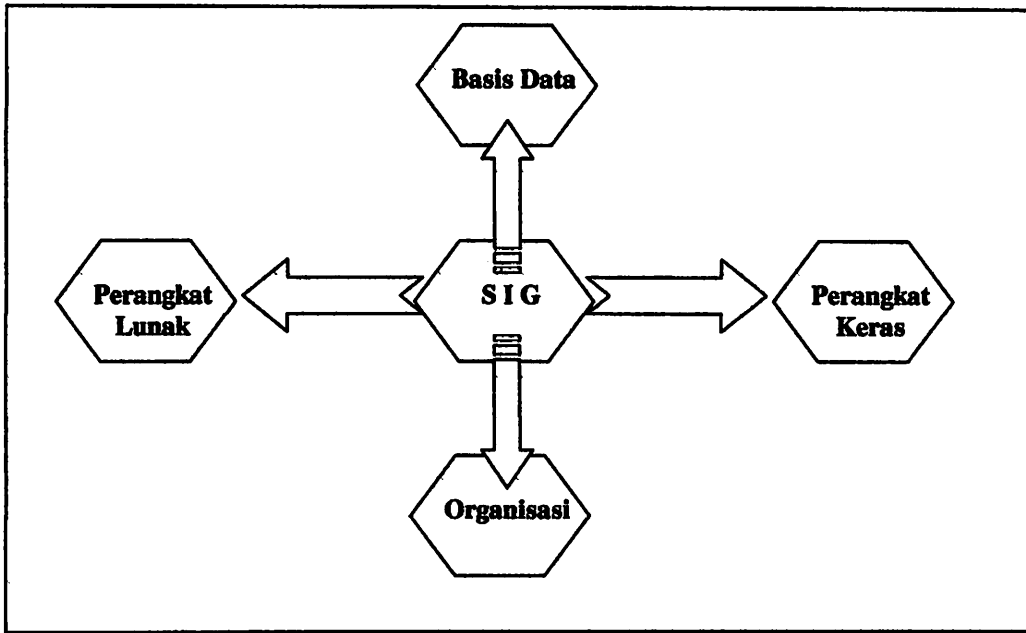 Basis Data
Perangkat
Lunak
S I G
Perangkat
Keras
Organisasi